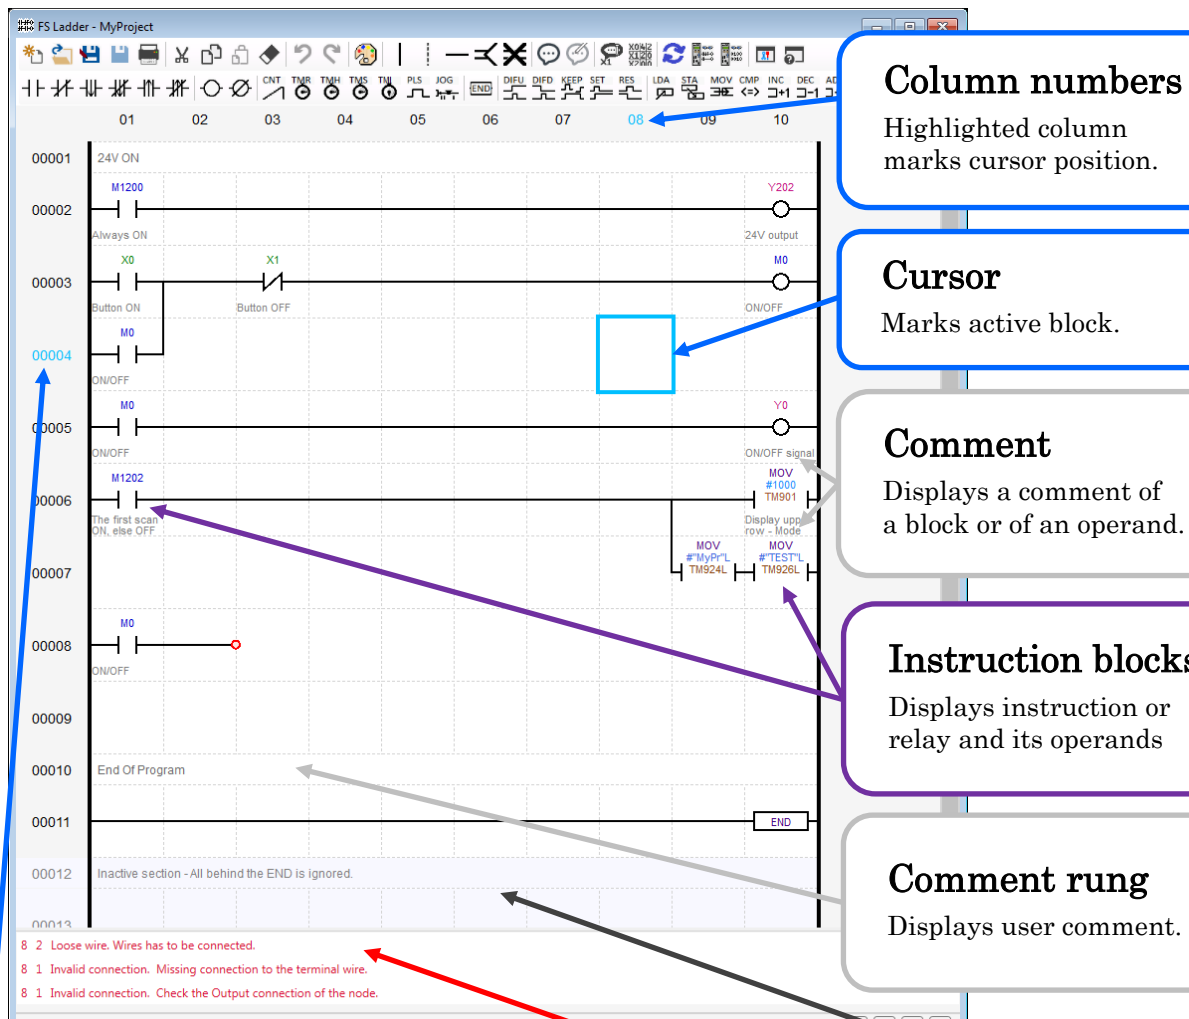 FS Ladder - MyProject
CNT TMR TMH TMS TML PLS JOG END DIFU DIFD KEEP SET RES LDA STA MOV CMP INC DEC
01 02 03 04 05 06 07 08 09 10
00001 24V ON
M1200 Y202
00002
Always ON 24V output
X0 X1 M0
00003
Button ON Button OFF ON/OFF
M0
00004
ON/OFF
M0 Y0
00005
ON/OFF ON/OFF signal
M1202 MOV
#1000
00006 TM901
The first scan Display upp
ON, else OFF row - Mode
MOV MOV
#"MyPr"L #"TEST"L
00007 TM924L TM926L
M0
00008
ON/OFF
00009
00010 End Of Program
00011 END
00012 Inactive section - All behind the END is ignored.
00013
8 2 Loose wire. Wires has to be connected.
8 1 Invalid connection. Missing connection to the terminal wire.
8 1 Invalid connection. Check the Output connection of the node.
Column numbers
Highlighted column
marks cursor position.
Cursor
Marks active block.
Comment
Displays a comment of
a block or of an operand.
Instruction blocks
Displays instruction or
relay and its operands
Comment rung
Displays user comment.